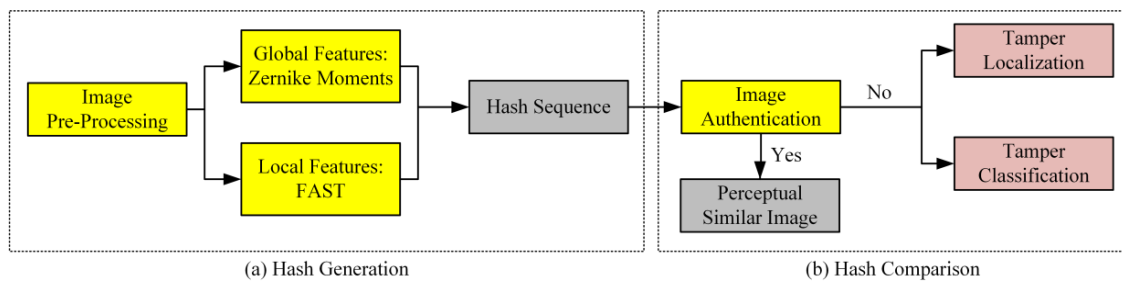 Image
Pre-Processing
Global Features:
Zernike Moments
Local Features:
FAST
Hash Sequence
(a) Hash Generation
Image
Authentication
No
Yes
Perceptual
Similar Image
Tamper
Localization
Tamper
Classification
(b) Hash Comparison